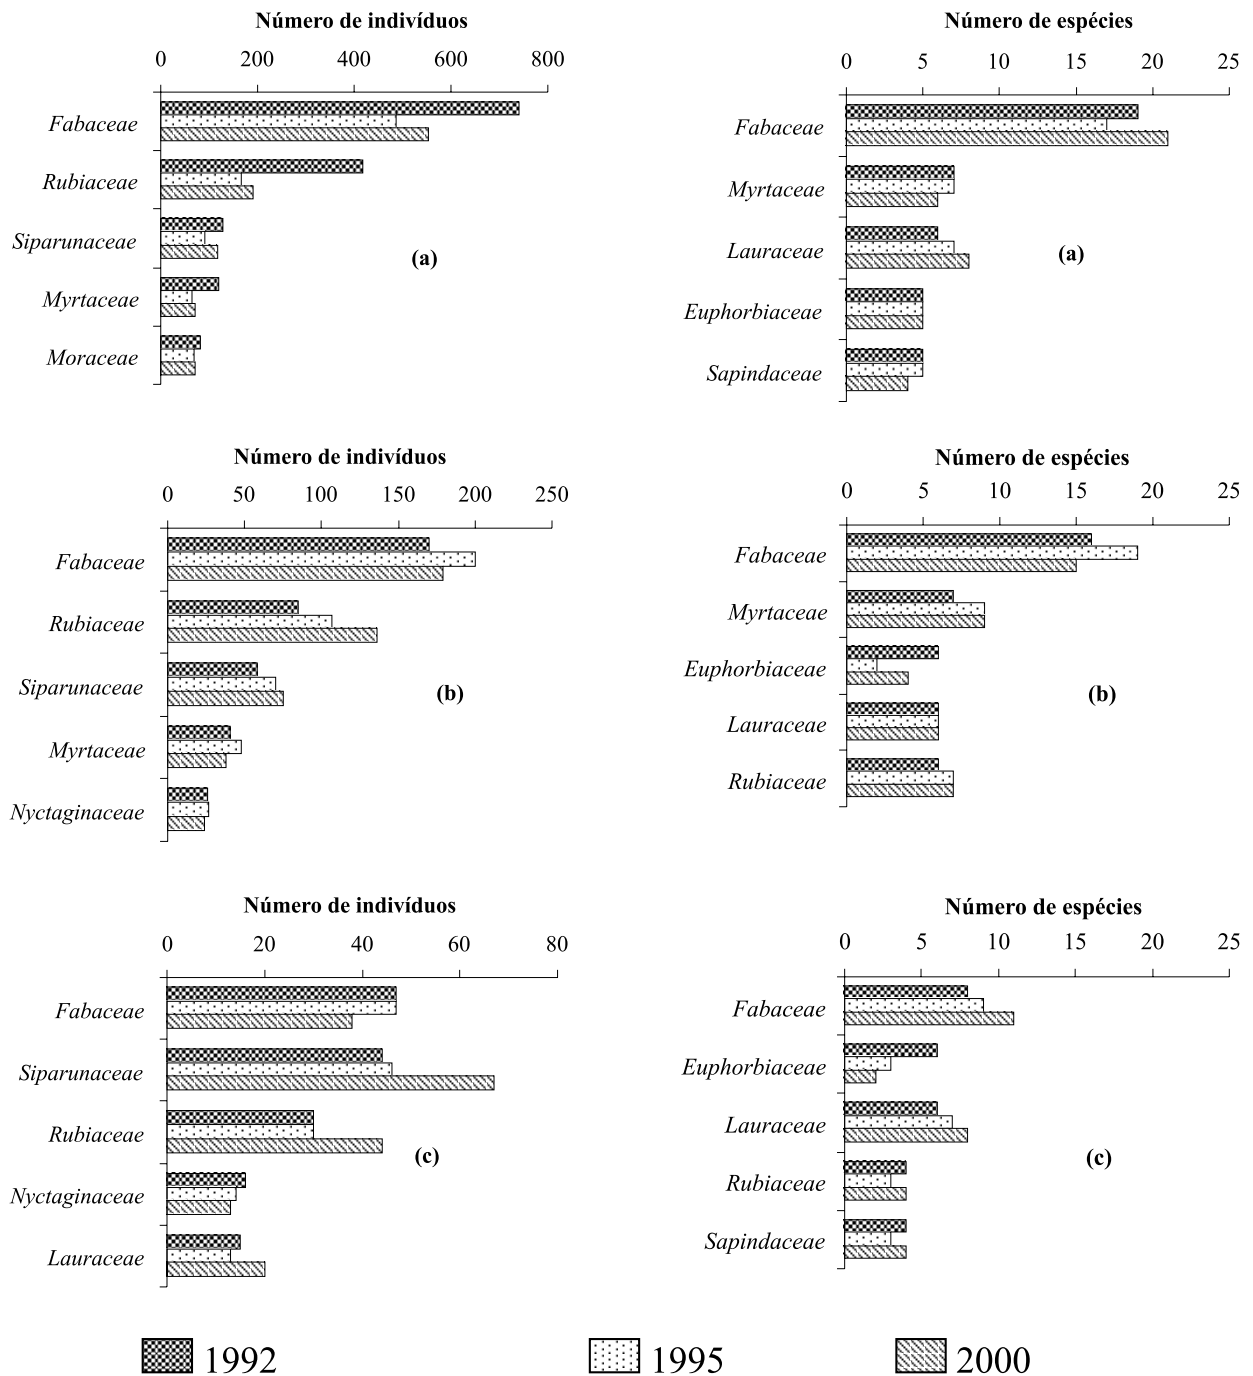 Número de indivíduos
0 200 400 600 800
Fabaceae
Rubiaceae
Siparunaceae
Myrtaceae
Moraceae
(a)
Número de espécies
0 5 10 15 20 25
Fabaceae
Myrtaceae
Lauraceae
Euphorbiaceae
Sapindaceae
(a)
Número de indivíduos
0 50 100 150 200 250
Fabaceae
Rubiaceae
Siparunaceae
Myrtaceae
Nyctaginaceae
(b)
Número de espécies
0 5 10 15 20 25
Fabaceae
Myrtaceae
Euphorbiaceae
Lauraceae
Rubiaceae
(b)
Número de indivíduos
0 20 40 60 80
Fabaceae
Siparunaceae
Rubiaceae
Nyctaginaceae
Lauraceae
(c)
Número de espécies
0 5 10 15 20 25
Fabaceae
Euphorbiaceae
Lauraceae
Rubiaceae
Sapindaceae
(c)
1992 1995 2000